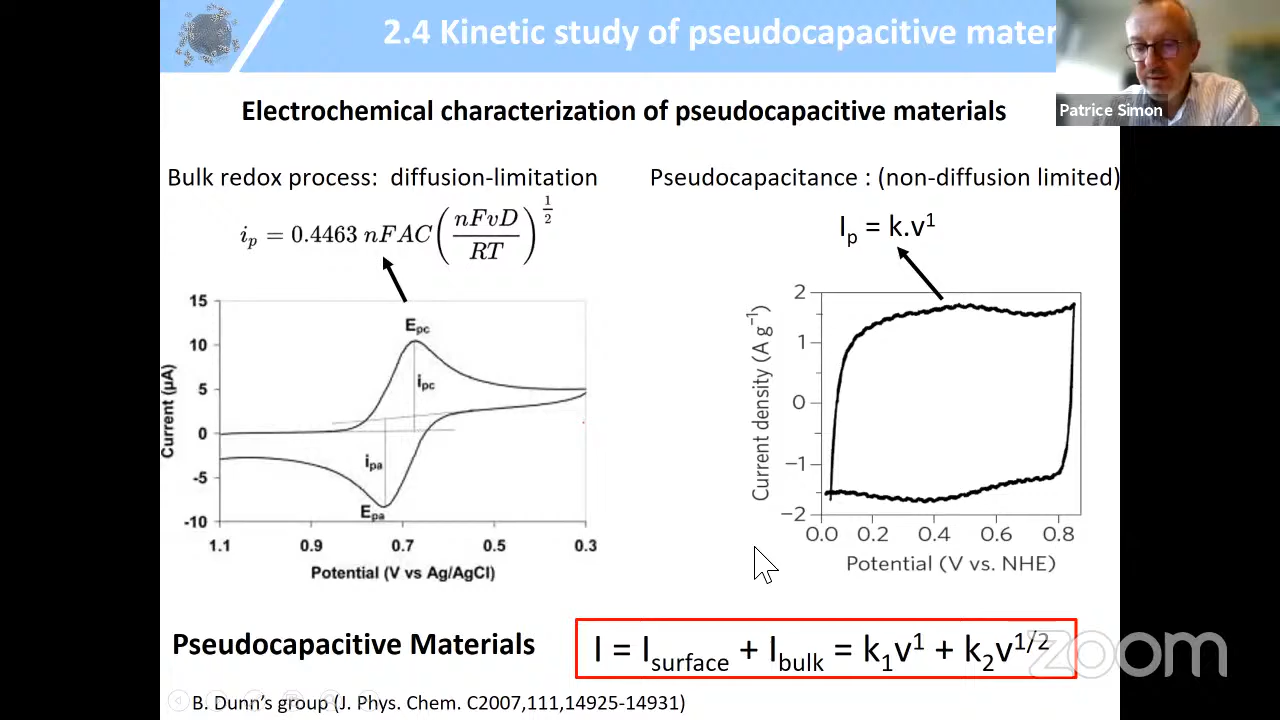 2.4 Kinetic study of pseudocapacitive mater
Patrice Simon
Electrochemical characterization of pseudocapacitive materials
Bulk redox process: diffusion-limitation
Pseudocapacitance : (non-diffusion limited)
i_p = 0.4463 nFAC(nFvD/RT)^1/2
I_p = k.v^1
15
10
5
0
-5
-10
Current (µA)
E_pc
i_pc
i_pa
E_pa
1.1 0.9 0.7 0.5 0.3
Potential (V vs Ag/AgCl)
2
1
0
−1
−2
Current density (A g⁻¹)
0.0 0.2 0.4 0.6 0.8
Potential (V vs. NHE)
Pseudocapacitive Materials
I = I_surface + I_bulk = k_1v^1 + k_2v^1/2
zoom
B. Dunn's group (J. Phys. Chem. C2007,111,14925-14931)